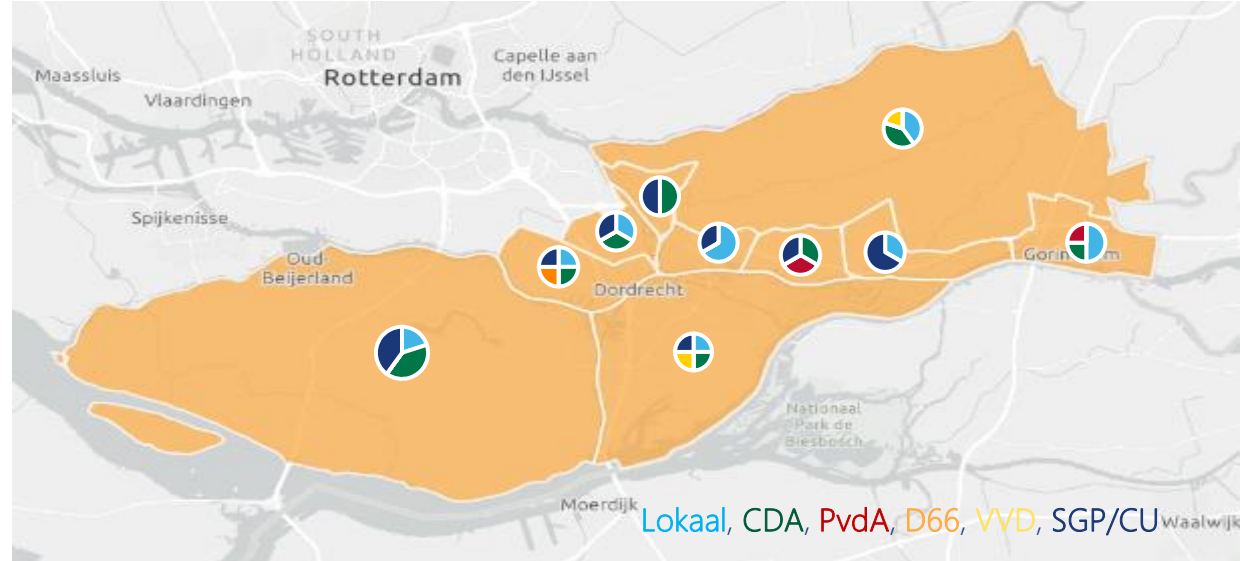 SOUTH
HOLLAND
Rotterdam
Capelle aan
den IJssel
Maassluis
Vlaardingen
Spijkenisse
Oud-
Beijerland
Dordrecht
Nationaal
Park de
Biesbosch
Moerdijk
Lokaal, CDA, PvdA, D66, VVD, SGP/CU
Waalwijk